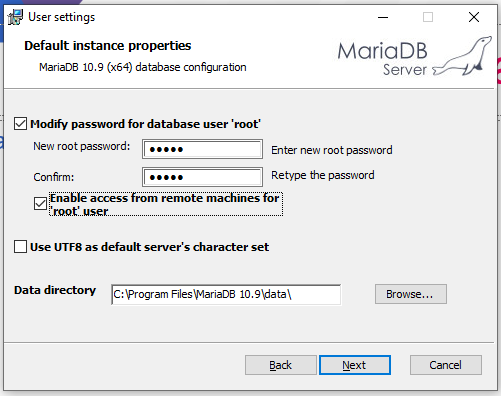 User settings
Default instance properties
MariaDB 10.9 (x64) database configuration
MariaDB
Server
Modify password for database user 'root'
New root password: ●●●●● Enter new root password
Confirm: ●●●●● Retype the password
Enable access from remote machines for
'root' user
Use UTF8 as default server's character set
Data directory C:\Program Files\MariaDB 10.9\data\ Browse...
Back Next Cancel